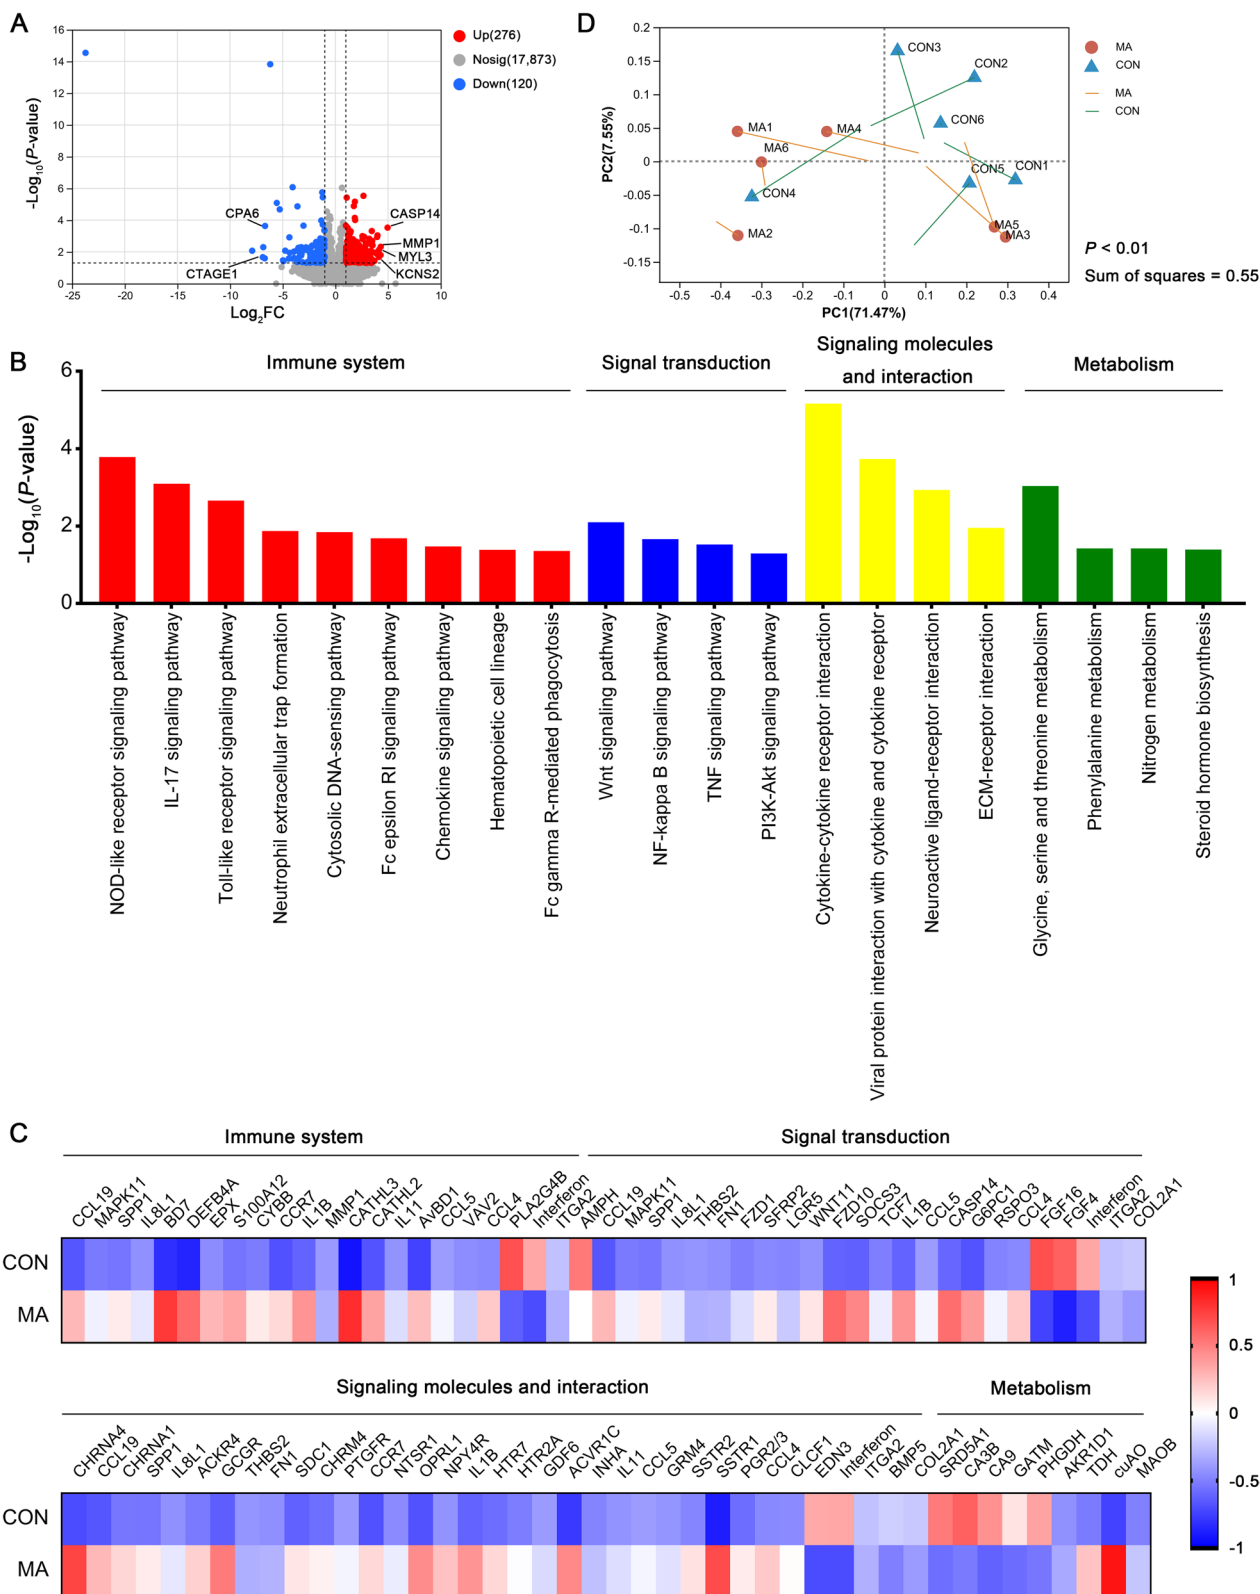 A
16
14
12
10
8
6
4
2
0
-Log10(P-value)
-25
-20
-15
-10
-5
0
5
10
Log2FC
Up(276)
Nosig(17,873)
Down(120)
CPA6
CTAGE1
CASP14
MMP1
MYL3
KCNS2
D
0.2
0.15
0.1
0.05
0
-0.05
-0.1
-0.15
PC2(7.55%)
-0.5
-0.4
-0.3
-0.2
-0.1
0
0.1
0.2
0.3
0.4
PC1(71.47%)
CON3
CON2
CON6
MA1
MA4
MA6
CON4
CON5
CON1
MA2
MA5
MA3
MA
CON
MA
CON
P < 0.01
Sum of squares = 0.55
B
Immune system
Signal transduction
Signaling molecules
and interaction
Metabolism
6
4
2
0
-Log10(P-value)
NOD-like receptor signaling pathway
IL-17 signaling pathway
Toll-like receptor signaling pathway
Neutrophil extracellular trap formation
Cytosolic DNA-sensing pathway
Fc epsilon RI signaling pathway
Chemokine signaling pathway
Hematopoietic cell lineage
Fc gamma R-mediated phagocytosis
Wnt signaling pathway
NF-kappa B signaling pathway
TNF signaling pathway
PI3K-Akt signaling pathway
Cytokine-cytokine receptor interaction
Viral protein interaction with cytokine and cytokine receptor
Neuroactive ligand-receptor interaction
ECM-receptor interaction
Glycine, serine and threonine metabolism
Phenylanine metabolism
Nitrogen metabolism
Steroid hormone biosynthesis
C
Immune system
Signal transduction
CCL19
MAPK11
SPP1
IL8L1
BD7
DEFB4A
EPX
S100A12
CYBB
CCR7
IL1B
MMP1
CATHL3
CATHL2
IL11
AvBD1
CCL5
VAV2
CCL4
PLA2G4B
Interferon
ITGA2
AMPH
CCL19
MAPK11
SPP1
IL8L1
THBS2
FN1
FZD1
SFRP2
LGR5
WNT11
FZD10
SOCS3
TCF7
IL1B
CCL5
CASP14
G6PC1
RSPO3
CCL4
FGF16
FGF4
Interferon
ITGA2
COL2A1
CON
MA
Signaling molecules and interaction
Metabolism
CHRNA4
CCL19
CHRNA1
SPP1
IL8L1
ACKR4
GCGR
THBS2
FN1
SDC1
CHRM4
PTGFR
CCR7
NTSR1
OPRL1
NPY4R
IL1B
HTR7
HTR2A
GDF6
ACVR1C
INHA
IL11
CCL5
GRM4
SSTR2
SSTR1
PGR2/3
CCL4
CLCF1
EDN3
Interferon
ITGA2
BMP5
COL2A1
SRD5A1
CA3B
CA9
GATM
PHGDH
AKR1D1
TDH
cuAO
MAOB
CON
MA
1
0.5
0
-0.5
-1